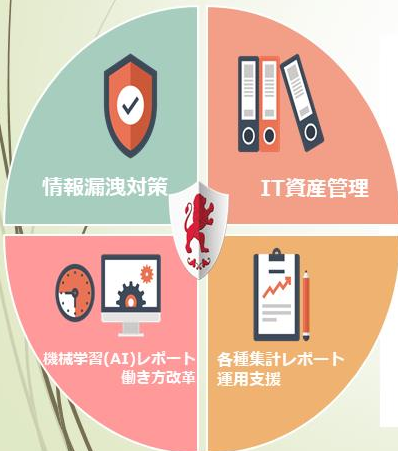 情報漏洩対策
IT資産管理
機械学習(AI)レポート
働き方改革
各種集計レポート
運用支援